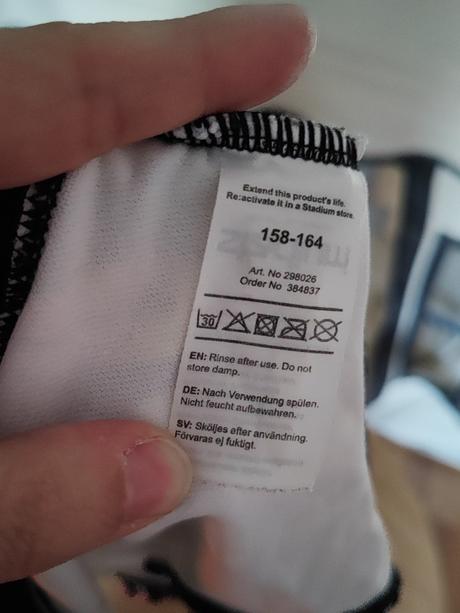 Extend this product's life.
Re:activate it in a Stadium store.
158-164
Art. No 298026
Order No 384837
30
EN: Rinse after use. Do not
store damp.
DE: Nach Verwendung spülen.
Nicht feucht aufbewahren.
SV: Sköljes efter användning.
Förvaras ej fuktigt.